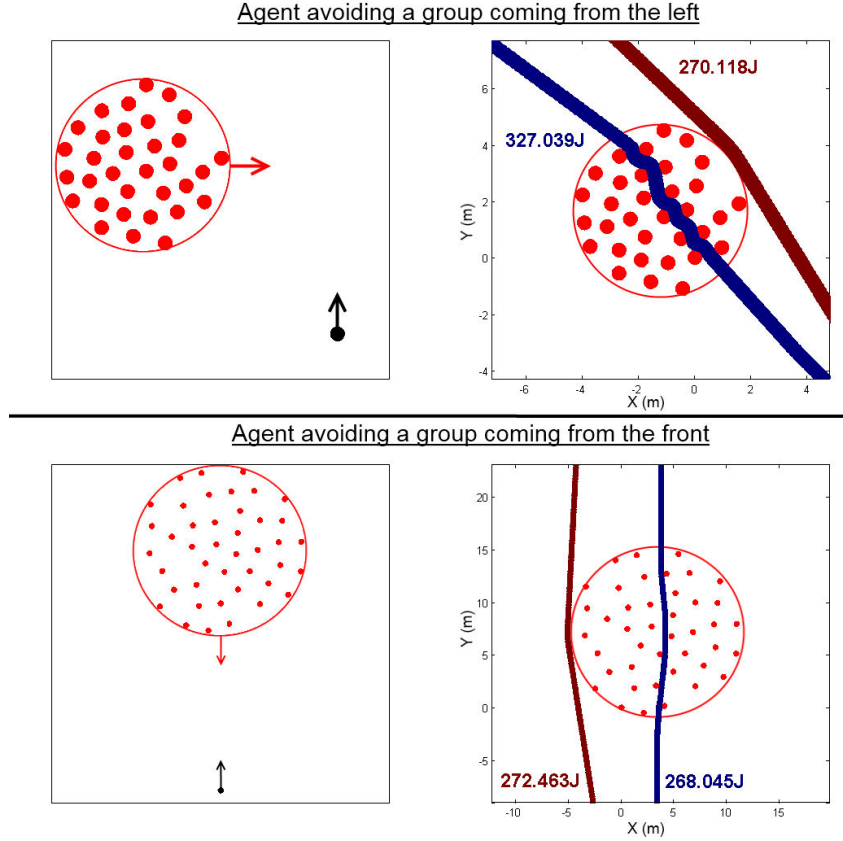 Agent avoiding a group coming from the left
270.118J
327.039J
6
4
2
0
-2
-4
Y (m)
-6
-4
-2
0
2
4
X (m)
Agent avoiding a group coming from the front
20
15
10
5
0
-5
Y (m)
272.463J
268.045J
-10
-5
0
5
10
15
X (m)